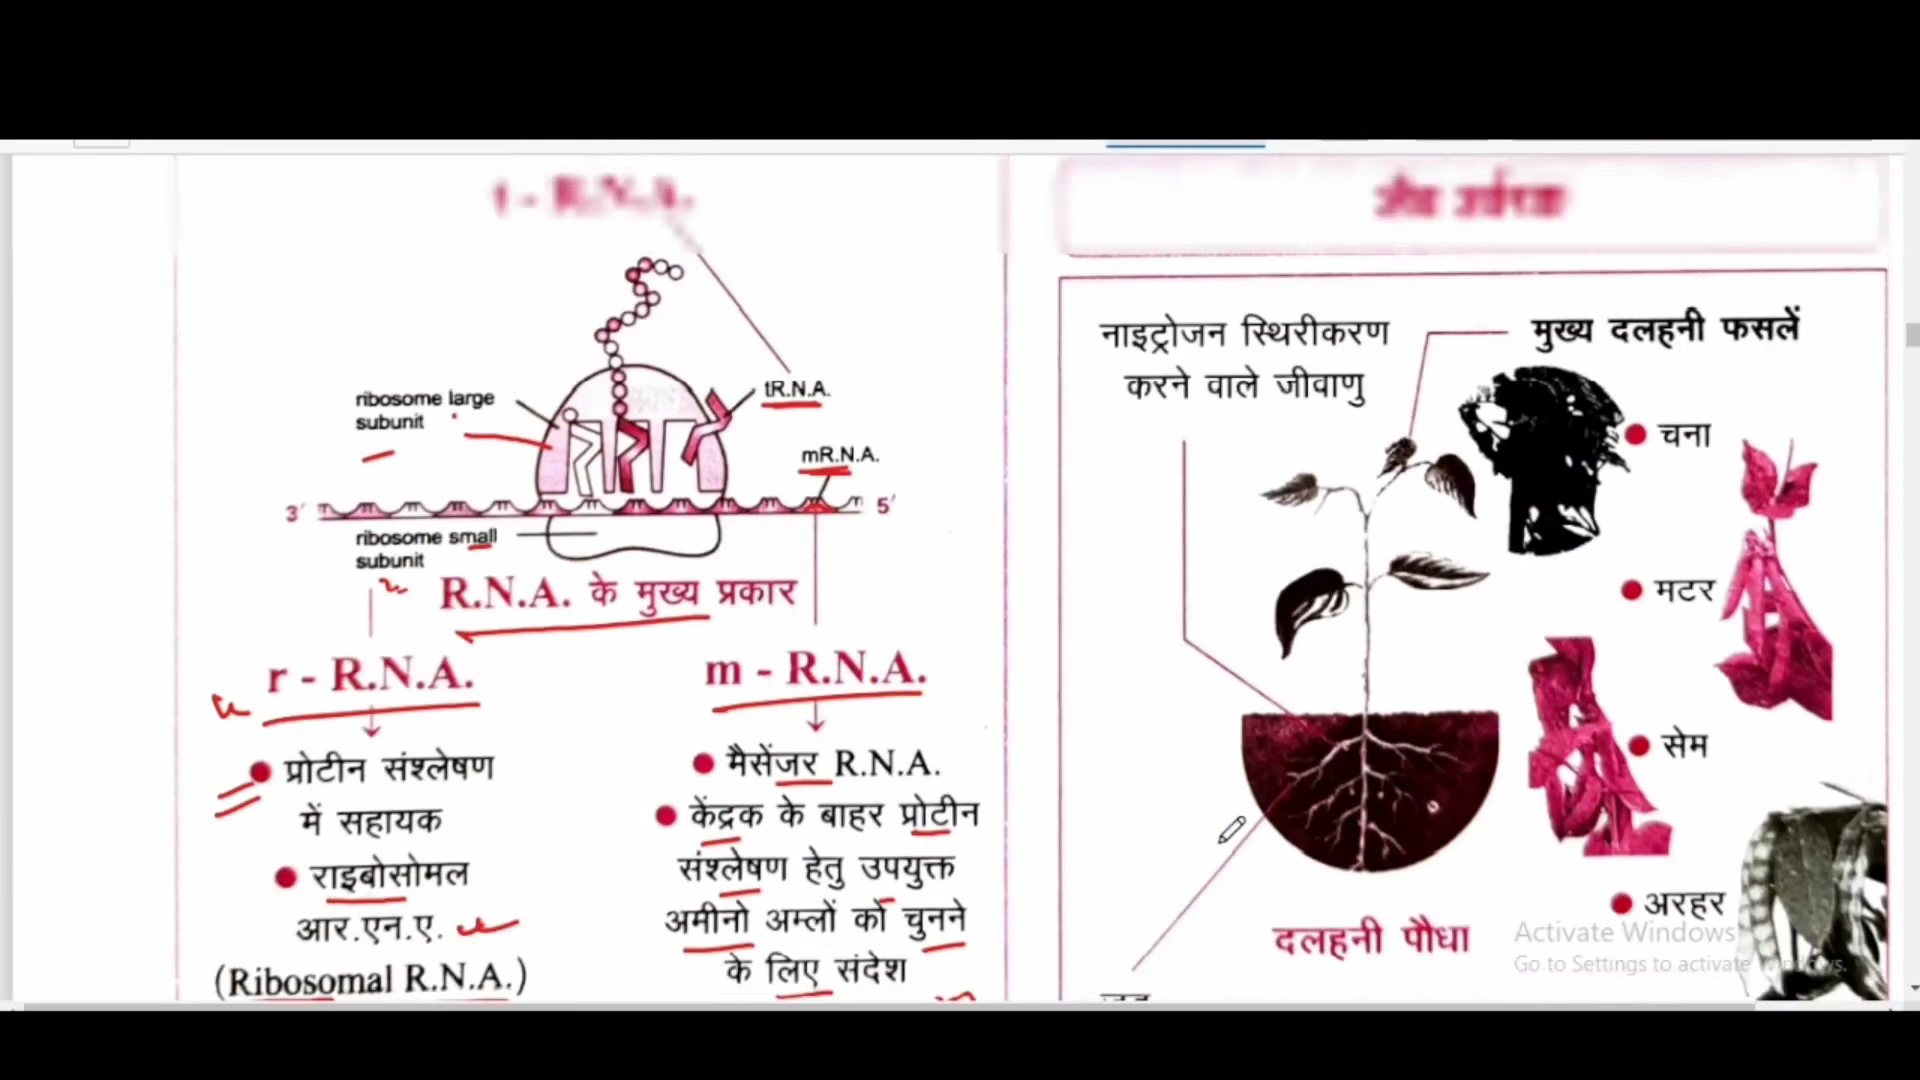 t - R.N.A.
ribosome large
subunit
tR.N.A.
mR.N.A.
3′
5′
ribosome small
subunit
R.N.A. के मुख्य प्रकार
r - R.N.A.
● प्रोटीन संश्लेषण
में सहायक
● राइबोसोमल
आर.एन.ए.
(Ribosomal R.N.A.)
m - R.N.A.
● मैसेंजर R.N.A.
● केंद्रक के बाहर प्रोटीन
संश्लेषण हेतु उपयुक्त
अमीनो अम्लों को चुनने
के लिए संदेश
नाइट्रोजन स्थिरीकरण
करने वाले जीवाणु
मुख्य दलहनी फसलें
● चना
● मटर
● सेम
● अरहर
दलहनी पौधा
Activate Windows
Go to Settings to activate Windows.